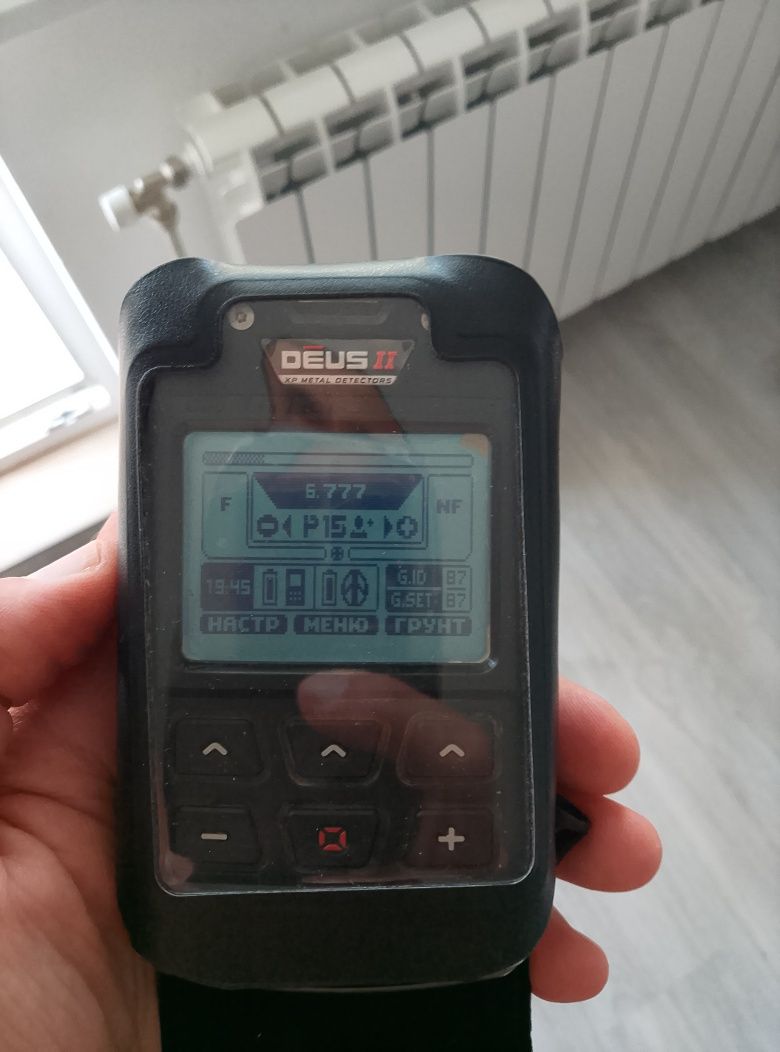 DEUS II
XP METAL DETECTORS
6.777
F
P15
NF
19:45
G.ID 87
G.SET 87
НАСТР МЕНЮ ГРУНТ